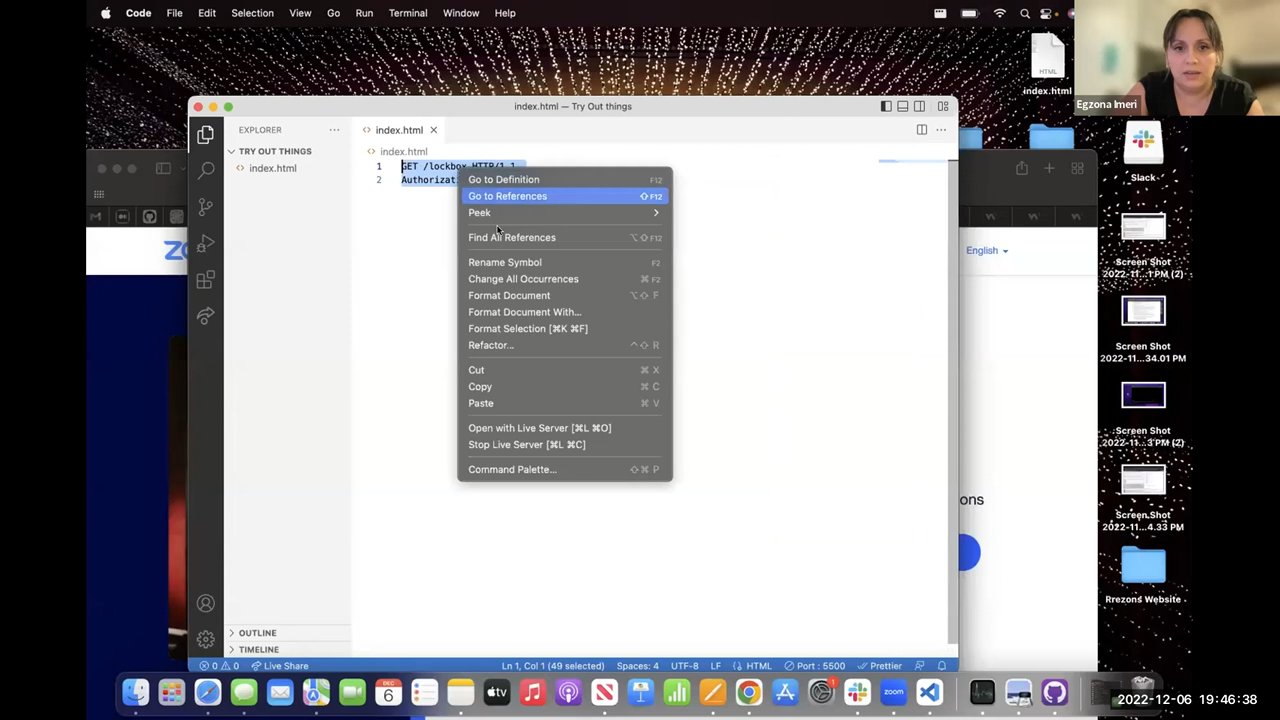 Code File Edit Selection View Go Run Terminal Window Help
HTML
index.html
Egzona Imeri
index.html — Try Out things
EXPLORER
index.html
TRY OUT THINGS
index.html
index.html
1 GET /lockbox HTTP/1.1
2
Go to Definition F12
Go to References ⇧F12
Peek
Find All References ⌥⇧F12
Rename Symbol F2
Change All Occurrences ⌘F2
Format Document ⌥⇧ F
Format Document With...
Format Selection [⌘K ⌘F]
Refactor... ^⇧ R
Cut ⌘ X
Copy ⌘ C
Paste ⌘ V
Open with Live Server [⌘L ⌘O]
Stop Live Server [⌘L ⌘C]
Command Palette... ⇧⌘ P
English
ons
Slack
Screen Shot
2022-11...1 PM (2)
Screen Shot
2022-11...34.01 PM
Screen Shot
2022-11...3 PM (2)
Screen Shot
2022-11...4.33 PM
Rrezons Website
OUTLINE
TIMELINE
0 0 Live Share Ln 1, Col 1 (49 selected) Spaces: 4 UTF-8 LF HTML Port : 5500 Prettier
DEC
6
tv
zoom
1
2022-12-06 19:46:38